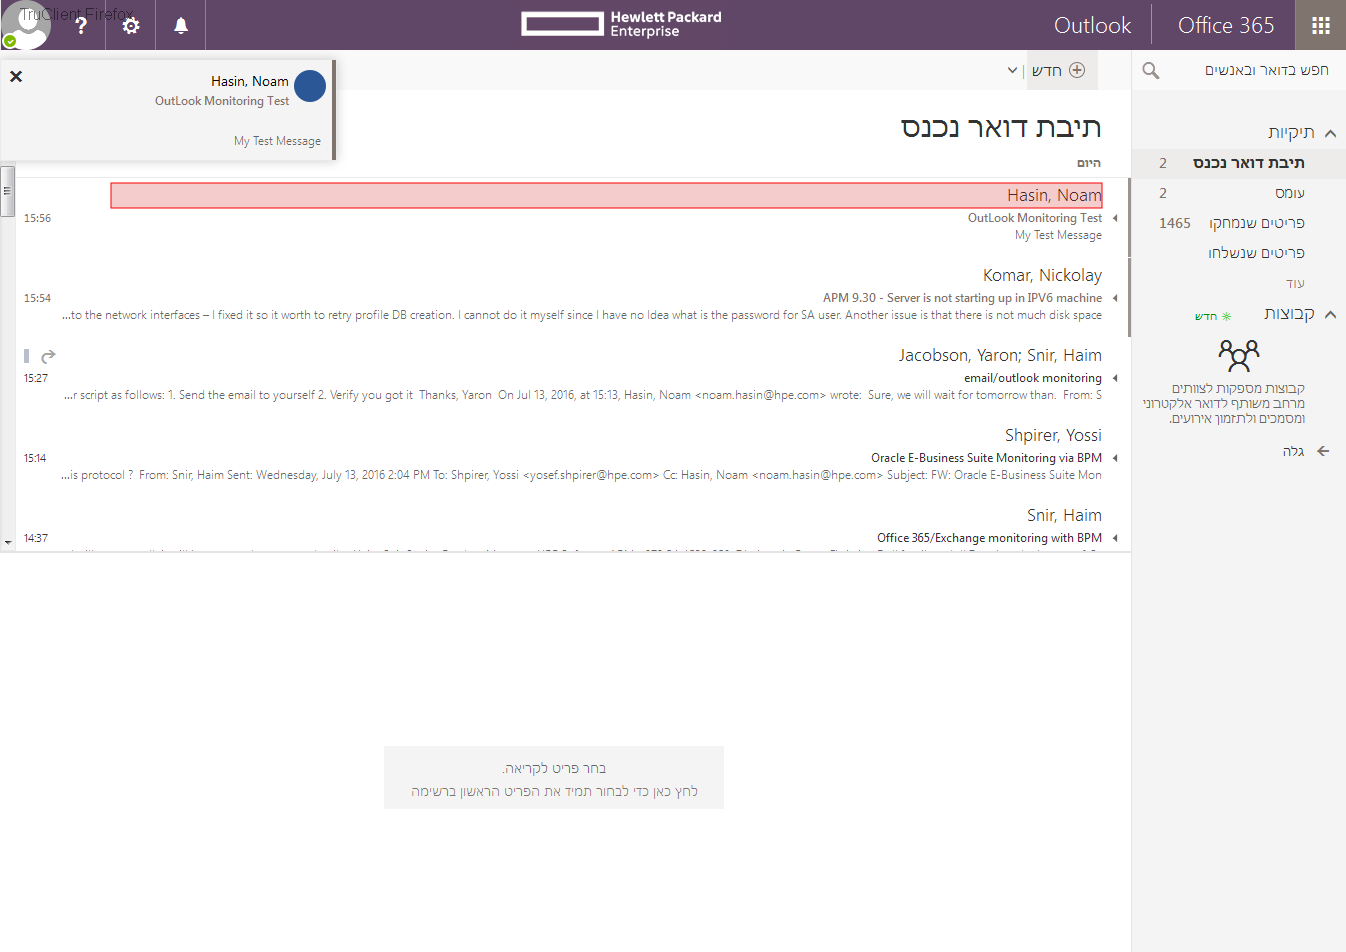 TruClient Firefox
?
Hewlett Packard
Enterprise
Outlook
Office 365
Hasin, Noam
OutLook Monitoring Test
My Test Message
חדש
חפש בדואר ובאנשים
תיבת דואר נכנס
היום
Hasin, Noam
OutLook Monitoring Test
15:56
My Test Message
Komar, Nickolay
APM 9.30 - Server is not starting up in IPV6 machine
15:54
...to the network interfaces – I fixed it so it worth to retry profile DB creation. I cannot do it myself since I have no Idea what is the password for SA user. Another issue is that there is not much disk space
Jacobson, Yaron; Snir, Haim
email/outlook monitoring
15:27
...r script as follows: 1. Send the email to yourself 2. Verify you got it Thanks, Yaron On Jul 13, 2016, at 15:13, Hasin, Noam <noam.hasin@hpe.com> wrote: Sure, we will wait for tomorrow than. From: S
Shpirer, Yossi
Oracle E-Business Suite Monitoring via BPM
15:14
...is protocol ? From: Snir, Haim Sent: Wednesday, July 13, 2016 2:04 PM To: Shpirer, Yossi <yosef.shpirer@hpe.com> Cc: Hasin, Noam <noam.hasin@hpe.com> Subject: FW: Oracle E-Business Suite Mon
Snir, Haim
Office 365/Exchange monitoring with BPM
14:37
בחר פריט לקריאה.
לחץ כאן כדי לבחור תמיד את הפריט הראשון ברשימה
תיקיות
תיבת דואר נכנס 2
עומס 2
פריטים שנמחקו 1465
פריטים שנשלחו
עוד
קבוצות חדש
קבוצות מספקות לצוותים
מרחב משותף לדואר אלקטרוני
ומסמכים ולתזמון אירועים.
גלה